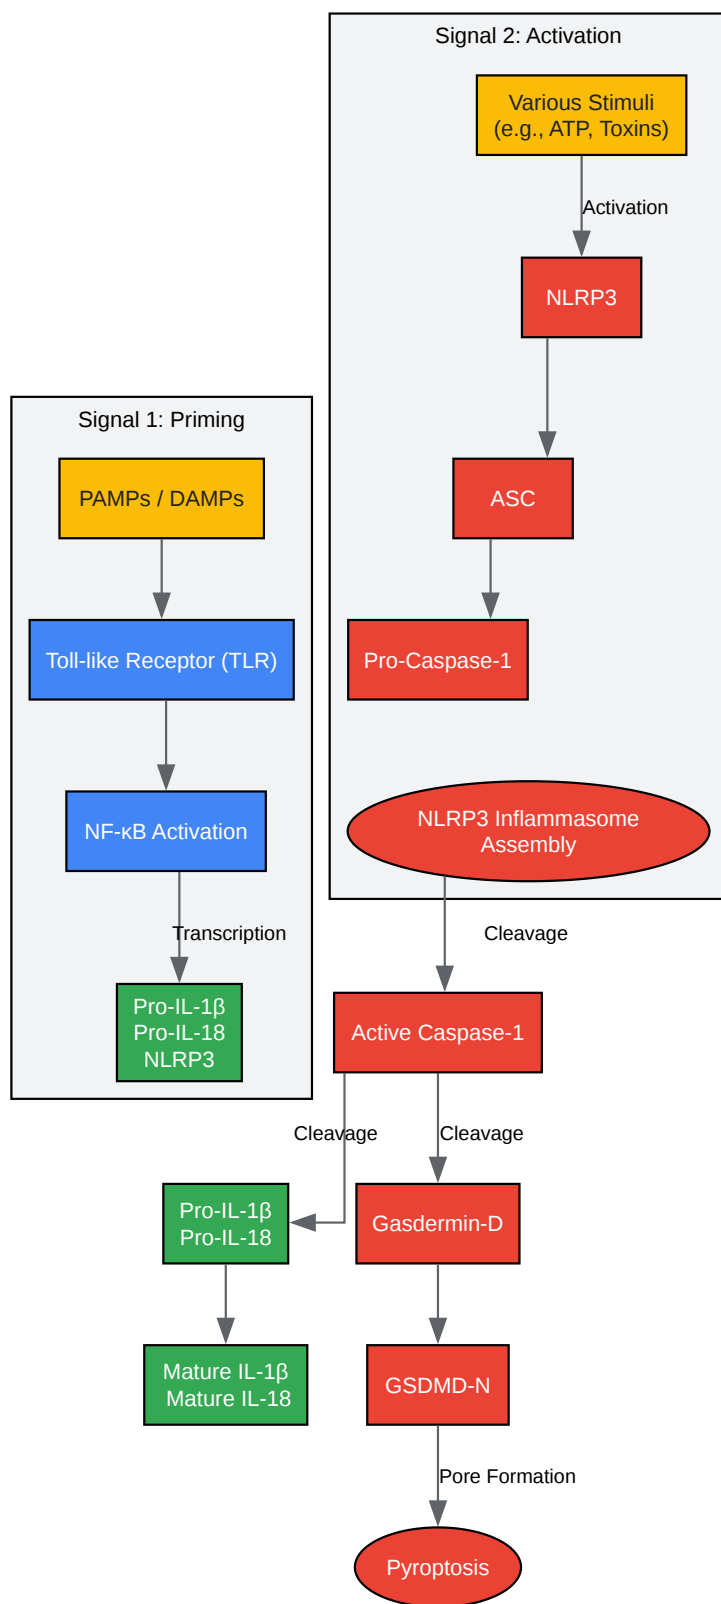 Signal 2: Activation
Various Stimuli
(e.g., ATP, Toxins)
Activation
NLRP3
ASC
Pro-Caspase-1
NLRP3 Inflammasome
Assembly
Signal 1: Priming
PAMPs / DAMPs
Toll-like Receptor (TLR)
NF-κB Activation
Transcription
Pro-IL-1β
Pro-IL-18
NLRP3
Cleavage
Active Caspase-1
Cleavage
Cleavage
Pro-IL-1β
Pro-IL-18
Gasdermin-D
Mature IL-1β
Mature IL-18
GSDMD-N
Pore Formation
Pyroptosis